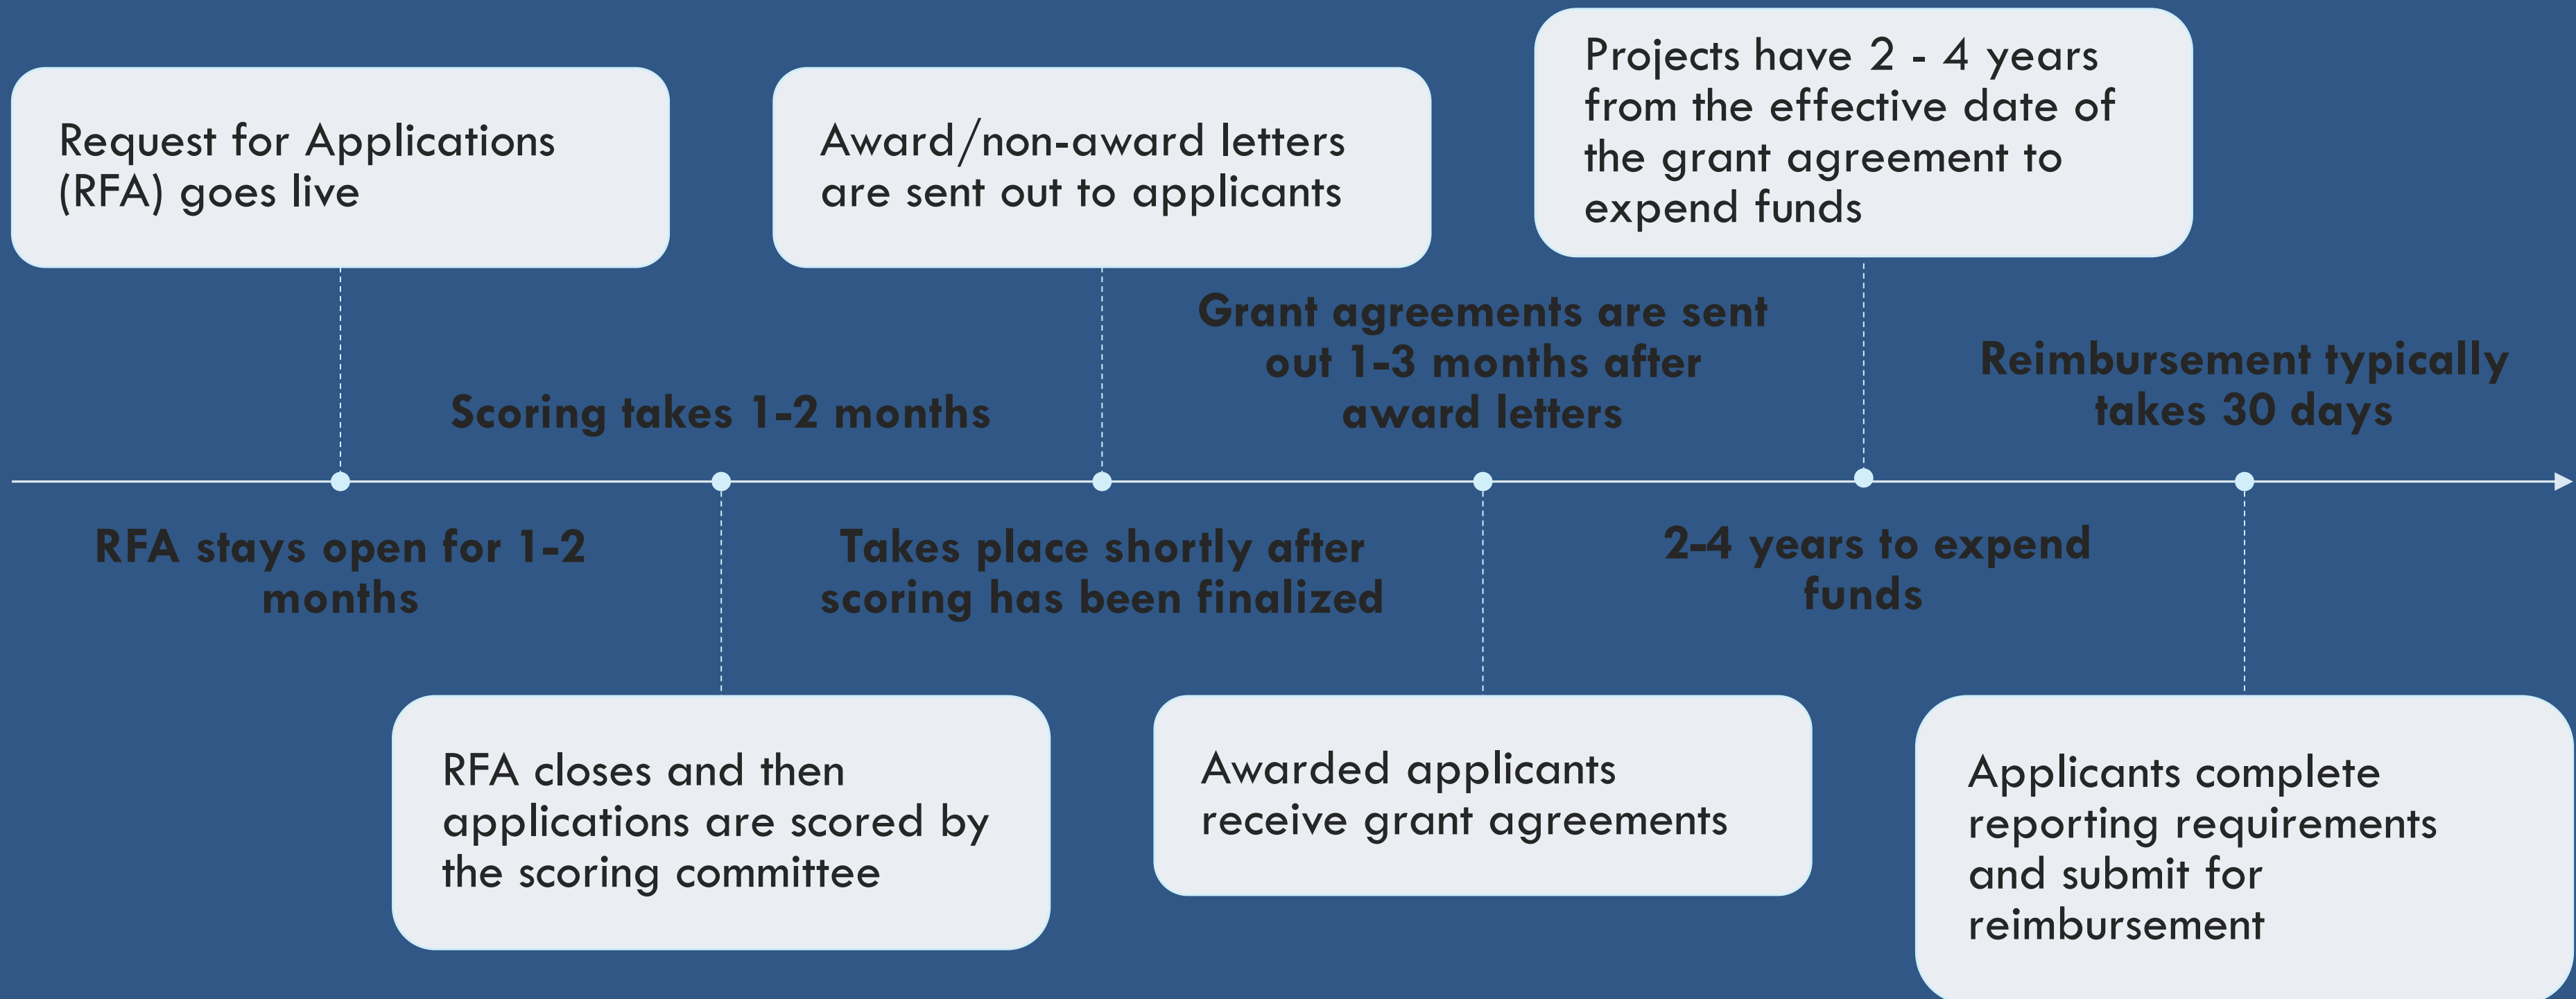 Request for Applications
(RFA) goes live
RFA stays open for 1-2
months
Scoring takes 1-2 months
RFA closes and then
applications are scored by
the scoring committee
Award/non-award letters
are sent out to applicants
Takes place shortly after
scoring has been finalized
Grant agreements are sent
out 1-3 months after
award letters
Awarded applicants
receive grant agreements
Projects have 2 - 4 years
from the effective date of
the grant agreement to
expend funds
2-4 years to expend
funds
Reimbursement typically
takes 30 days
Applicants complete
reporting requirements
and submit for
reimbursement